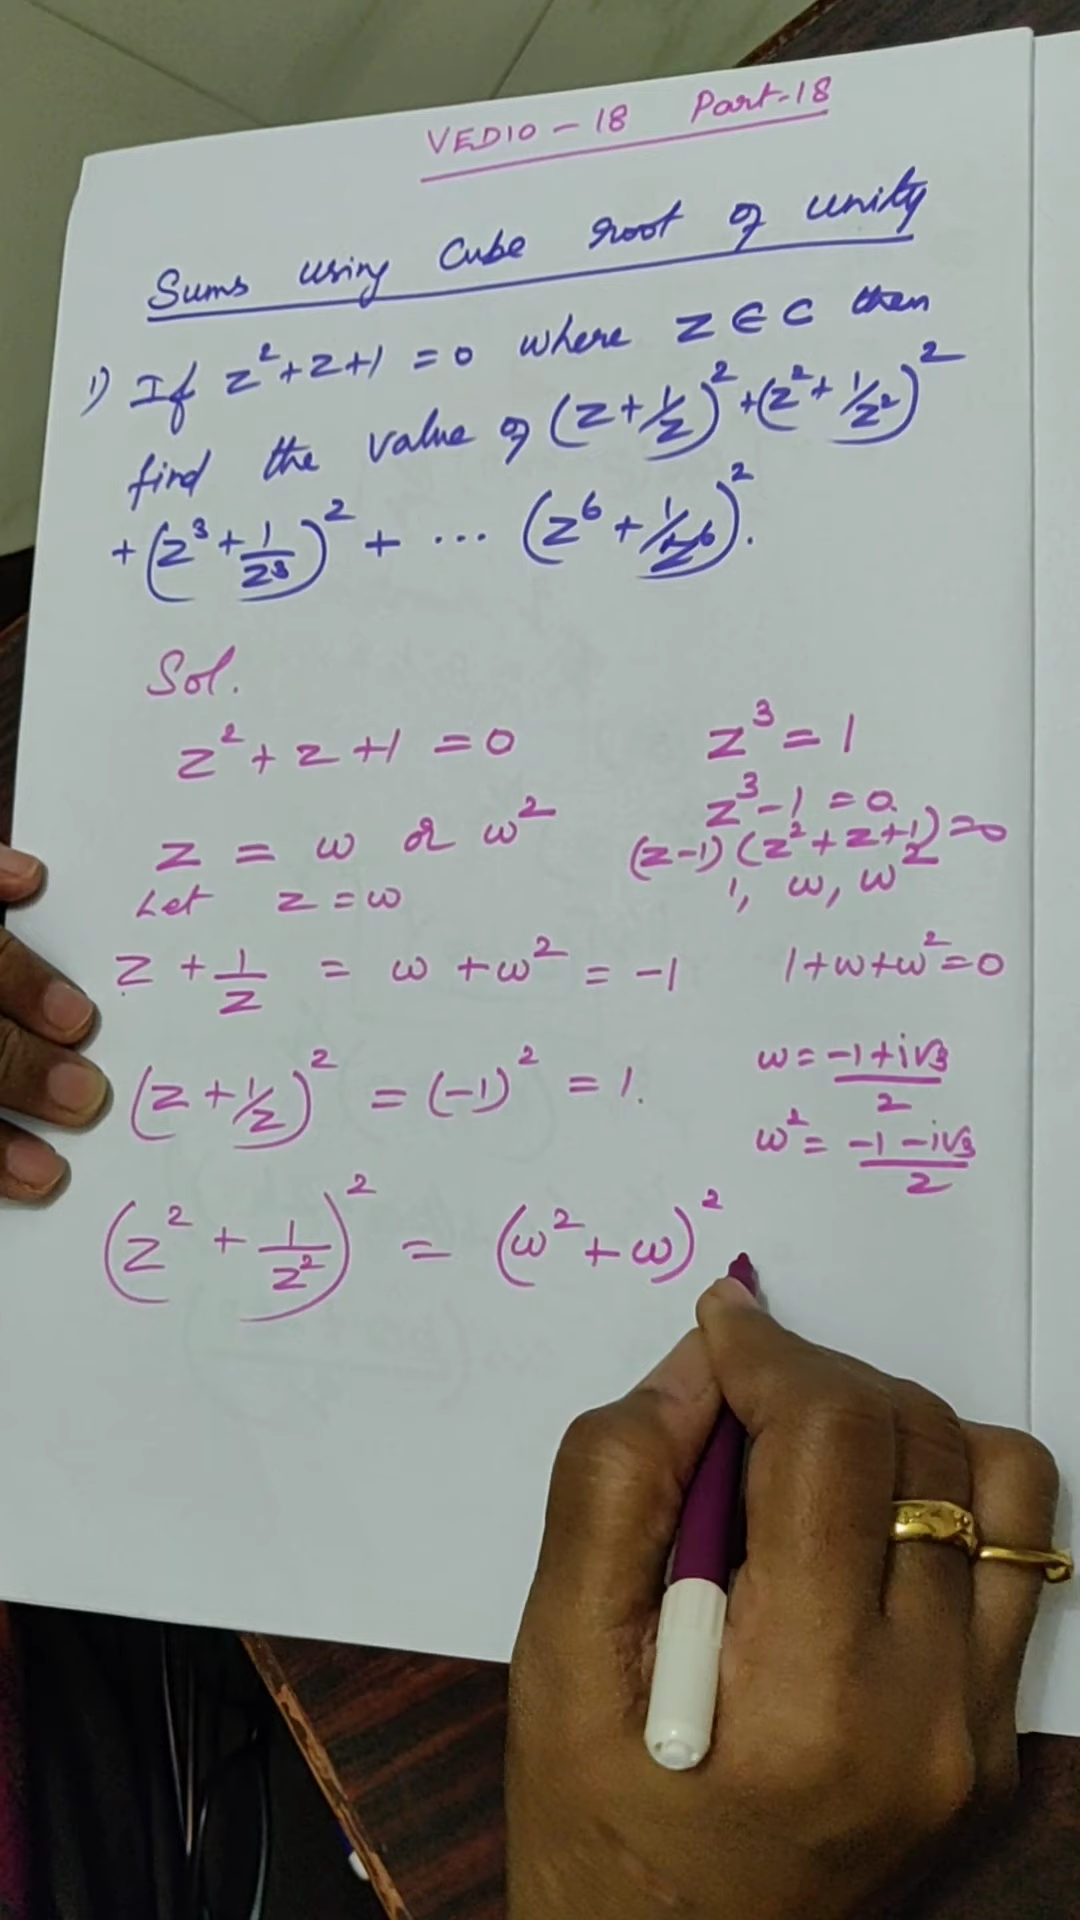 VEDIO - 18 Part-18
Sums using Cube root of unity
1) If z² + z + 1 = 0 where z ∈ C then
find the value of (z + 1/z)² + (z² + 1/z²)²
+ (z³ + 1/z³)² + ... (z⁶ + 1/z⁶)².
Sol.
z² + z + 1 = 0
z = ω or ω²
Let z = ω
z + 1/z = ω + ω² = -1
(z + 1/z)² = (-1)² = 1.
(z² + 1/z²)² = (ω² + ω)²
z³ = 1
z³ - 1 = 0.
(z-1) (z² + z + 1) = 0
1, ω, ω²
1 + ω + ω² = 0
ω = -1 + i√3 / 2
ω² = -1 - i√3 / 2